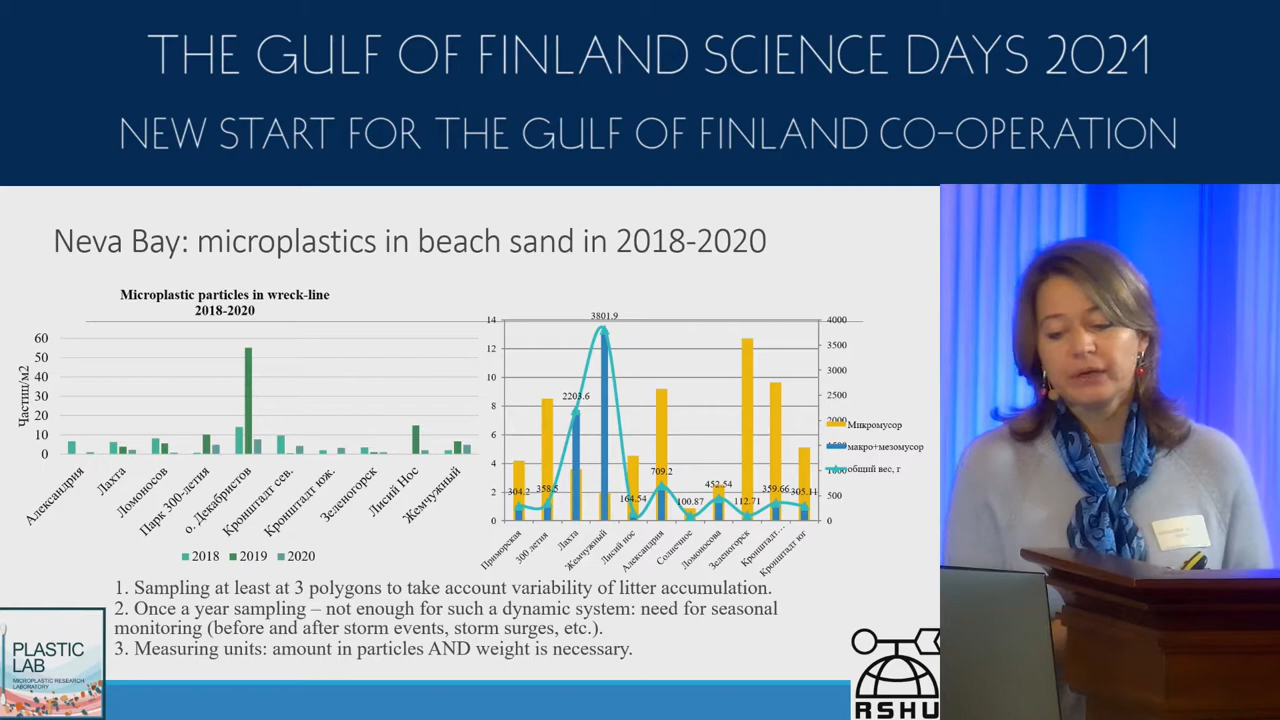 THE GULF OF FINLAND SCIENCE DAYS 2021
NEW START FOR THE GULF OF FINLAND CO-OPERATION
Neva Bay: microplastics in beach sand in 2018-2020
Microplastic particles in wreck-line
2018-2020
Частиш/м2
60
50
40
30
20
10
0
Александрия
Лахта
Ломоносов
Парк 300-летия
о. Декабристов
Кронштадт сев.
Кронштадт юж.
Зеленогорск
Лисий Нос
Жемчужный
2018
2019
2020
14
12
10
8
6
4
2
0
4000
3500
3000
2500
2000
500
0
304.2
358.5
2203.6
3801.9
164.54
709.2
100.87
452.54
112.71
359.66
305.11
Приморская
300 летия
Лахта
Жемчужный
Лисий нос
Александрия
Солнечное
Ломоносова
Зеленогорск
Кронштадт...
Кронштадт юг
Микромусор
макро+мезомусор
общий вес, г
1. Sampling at least at 3 polygons to take account variability of litter accumulation.
2. Once a year sampling – not enough for such a dynamic system: need for seasonal
monitoring (before and after storm events, storm surges, etc.).
3. Measuring units: amount in particles AND weight is necessary.
PLASTIC
LAB
MICROPLASTIC RESEARCH
LABORATORY
RSHU